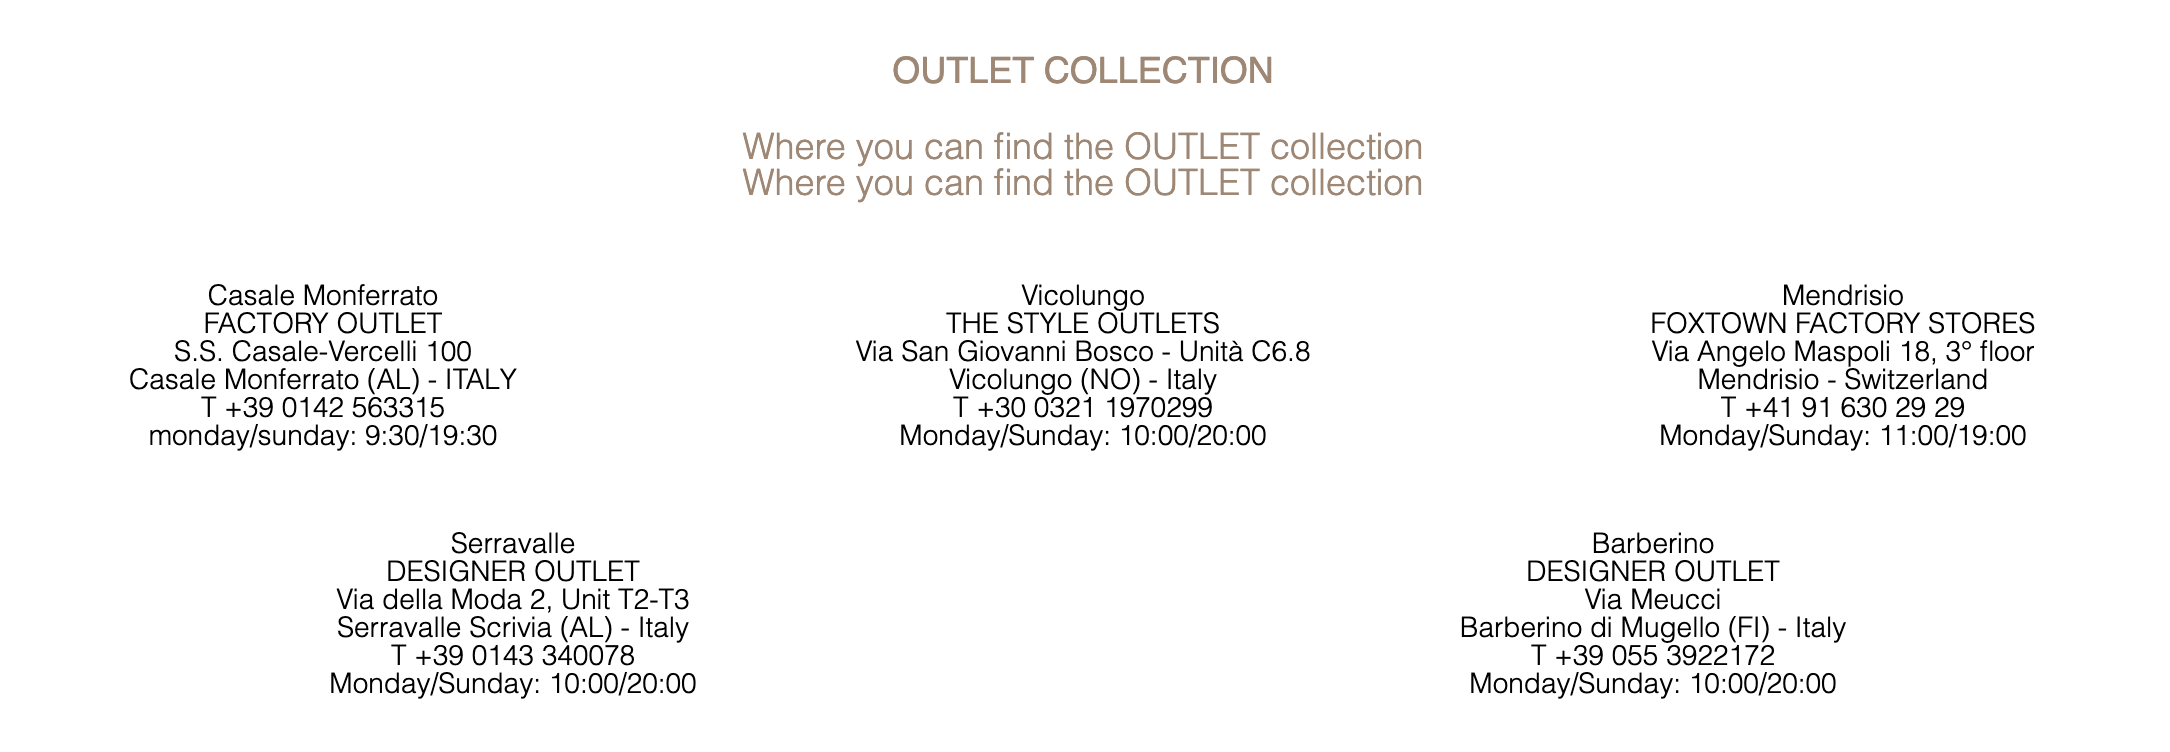 OUTLET COLLECTION
Where you can find the OUTLET collection
Where you can find the OUTLET collection
Casale Monferrato
FACTORY OUTLET
S.S. Casale-Vercelli 100
Casale Monferrato (AL) - ITALY
T +39 0142 563315
monday/sunday: 9:30/19:30
Vicolungo
THE STYLE OUTLETS
Via San Giovanni Bosco - Unità C6.8
Vicolungo (NO) - Italy
T +30 0321 1970299
Monday/Sunday: 10:00/20:00
Mendrisio
FOXTOWN FACTORY STORES
Via Angelo Maspoli 18, 3° floor
Mendrisio - Switzerland
T +41 91 630 29 29
Monday/Sunday: 11:00/19:00
Serravalle
DESIGNER OUTLET
Via della Moda 2, Unit T2-T3
Serravalle Scrivia (AL) - Italy
T +39 0143 340078
Monday/Sunday: 10:00/20:00
Barberino
DESIGNER OUTLET
Via Meucci
Barberino di Mugello (FI) - Italy
T +39 055 3922172
Monday/Sunday: 10:00/20:00